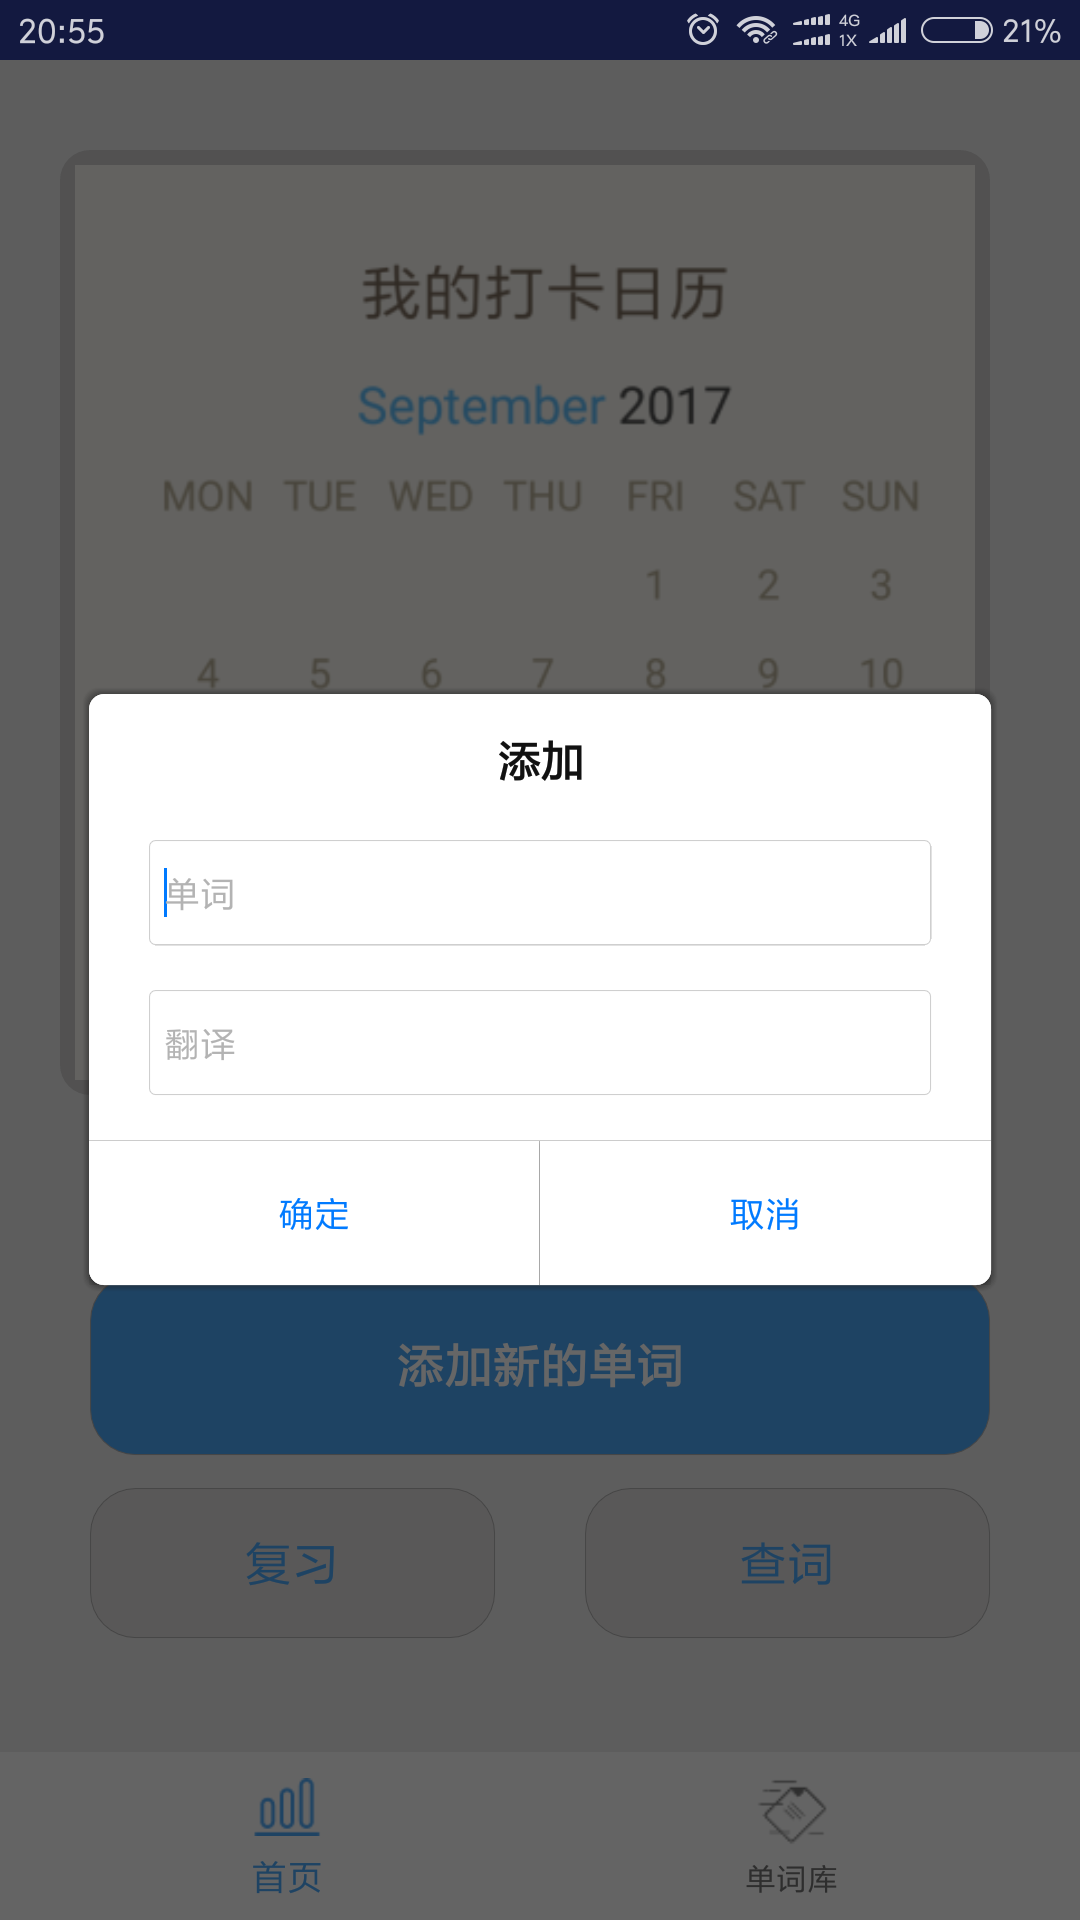 20:55
4G
1X
21%
我的打卡日历
September 2017
MON TUE WED THU FRI SAT SUN
1 2 3
4 5 6 7 8 9 10
添加
单词
翻译
确定 取消
添加新的单词
复习 查词
首页 单词库